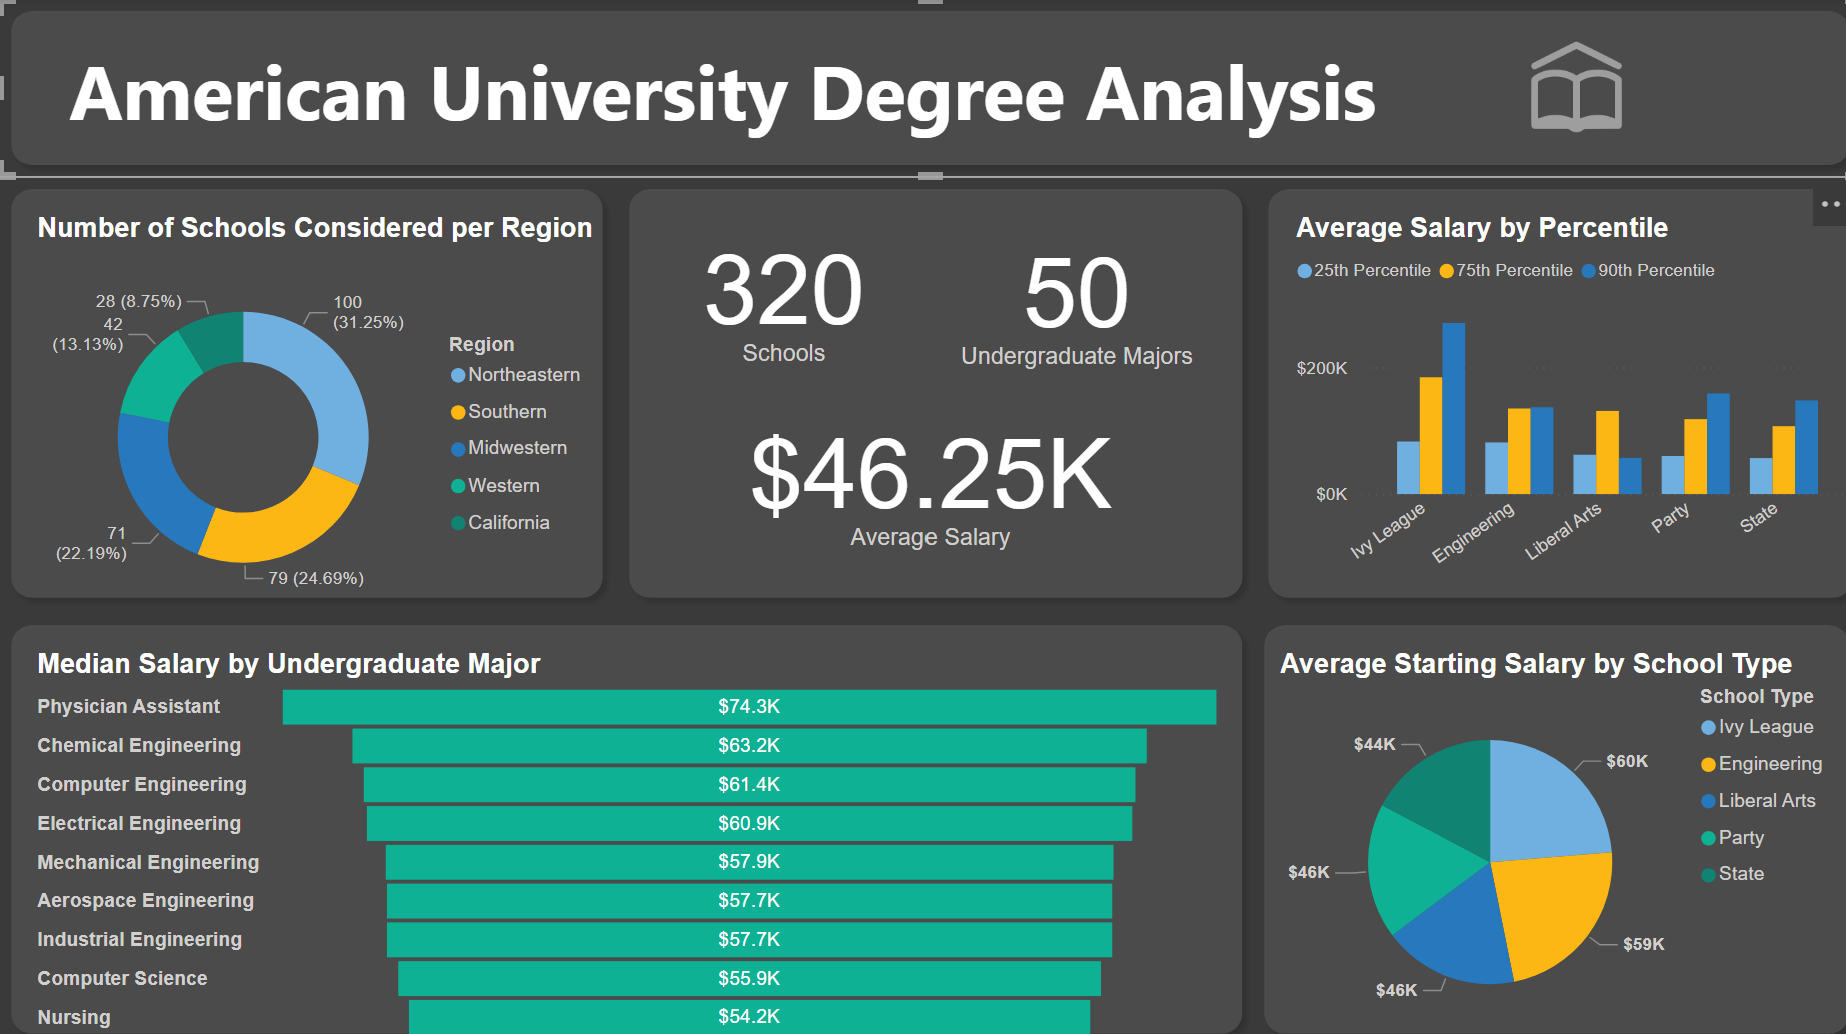 American University Degree Analysis
Number of Schools Considered per Region
28 (8.75%)
42
(13.13%)
100
(31.25%)
71
(22.19%)
79 (24.69%)
Region
Northeastern
Southern
Midwestern
Western
California
320
Schools
50
Undergraduate Majors
$46.25K
Average Salary
Average Salary by Percentile
25th Percentile 75th Percentile 90th Percentile
$200K
$0K
Ivy League
Engineering
Liberal Arts
Party
State
Median Salary by Undergraduate Major
Physician Assistant $74.3K
Chemical Engineering $63.2K
Computer Engineering $61.4K
Electrical Engineering $60.9K
Mechanical Engineering $57.9K
Aerospace Engineering $57.7K
Industrial Engineering $57.7K
Computer Science $55.9K
Nursing $54.2K
Average Starting Salary by School Type
School Type
Ivy League
Engineering
Liberal Arts
Party
State
$44K
$60K
$46K
$59K
$46K